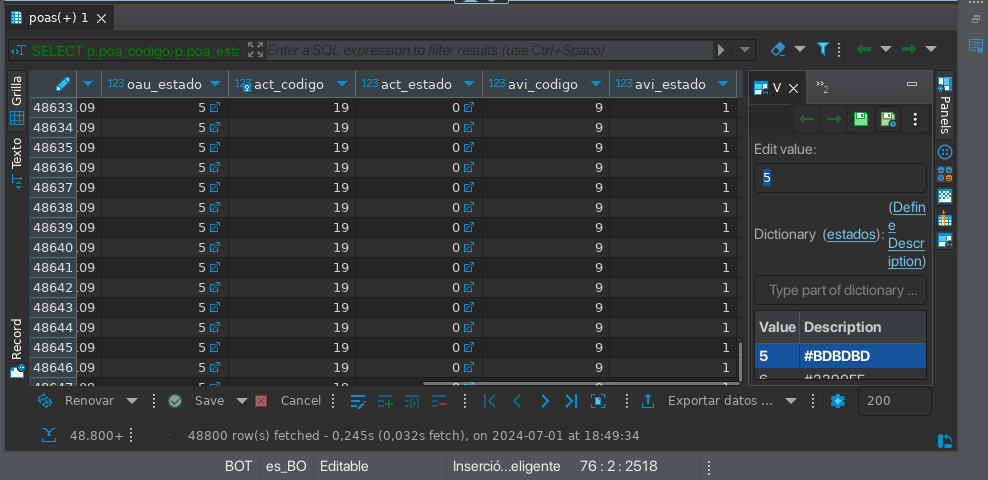 poas(+) 1
SELECT p.poa_codigo, p.poa_esta Enter a SQL expression to filter results (use Ctrl+Space)
Grilla
Texto
Record
123 oau_estado 123 act_codigo 123 act_estado 123 avi_codigo 123 avi_estado
48633 .09 5 19 0 9 1
48634 .09 5 19 0 9 1
48635 .09 5 19 0 9 1
48636 .09 5 19 0 9 1
48637 .09 5 19 0 9 1
48638 .09 5 19 0 9 1
48639 .09 5 19 0 9 1
48640 .09 5 19 0 9 1
48641 .09 5 19 0 9 1
48642 .09 5 19 0 9 1
48643 .09 5 19 0 9 1
48644 .09 5 19 0 9 1
48645 .09 5 19 0 9 1
48646 .09 5 19 0 9 1
V
»2
Panels
Edit value:
5
Dictionary (estados): (Define Description)
Type part of dictionary ...
Value Description
5 #BDBDBD
Renovar Save Cancel Exportar datos ... 200
48.800+ 48800 row(s) fetched - 0,245s (0,032s fetch), on 2024-07-01 at 18:49:34
BOT es_BO Editable Inserció...eligente 76 : 2 : 2518